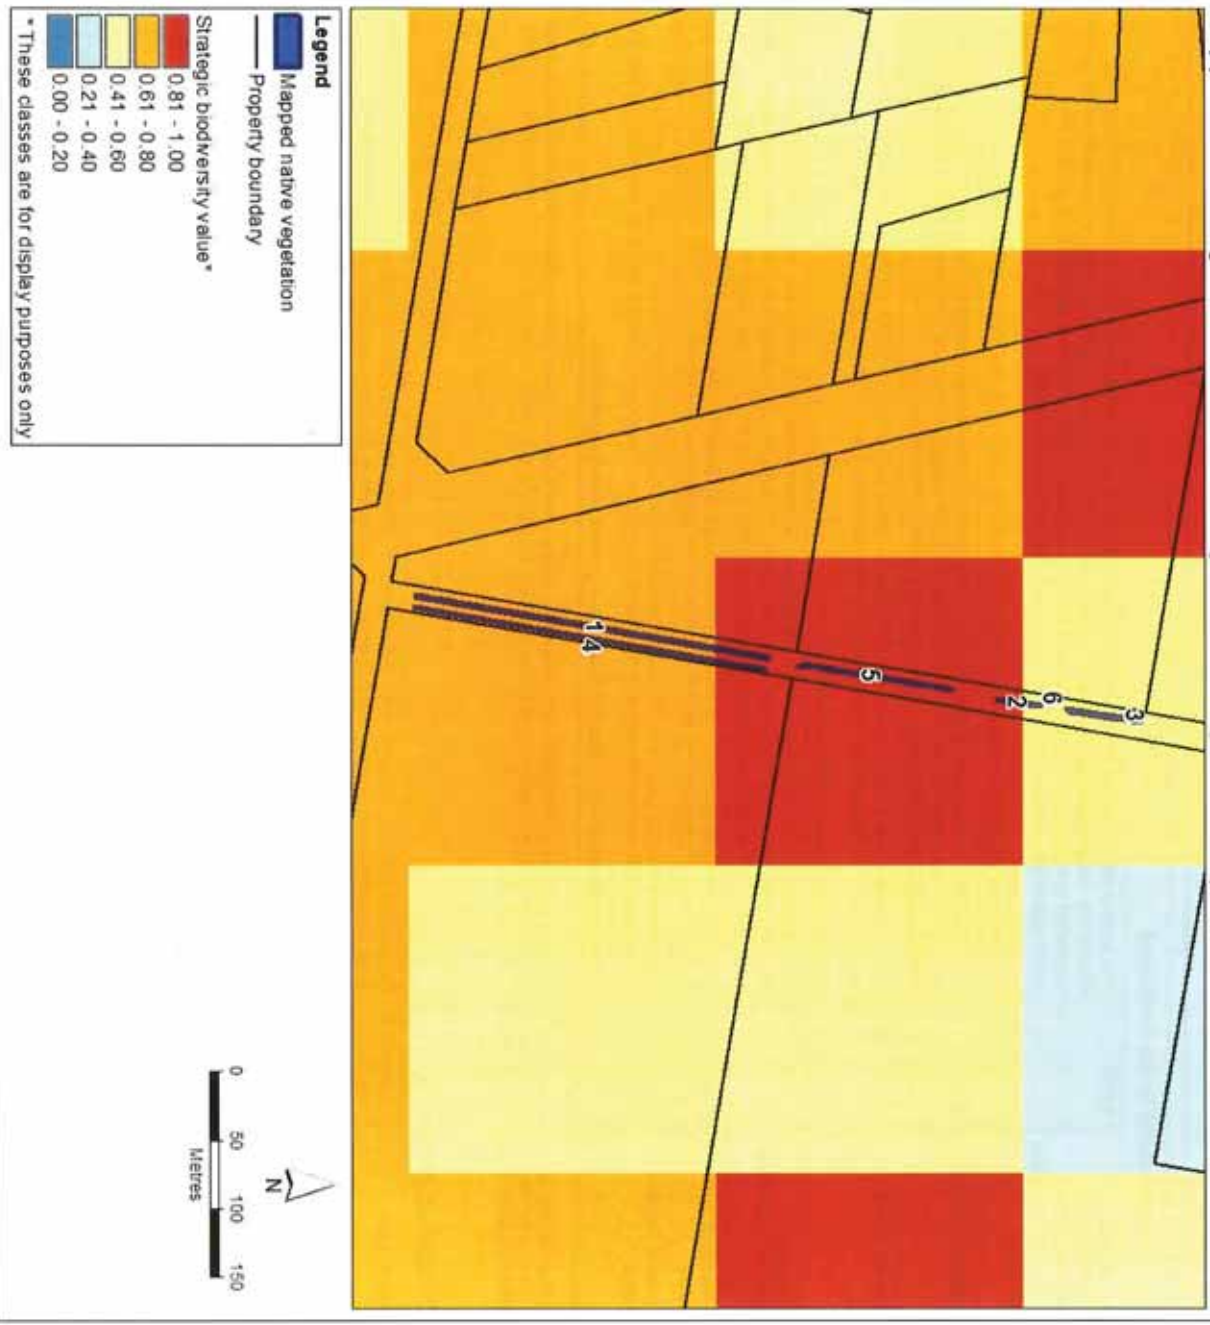 Legend
Mapped native vegetation
Property boundary
Strategic biodiversity value*
0.81 - 1.00
0.61 - 0.80
0.41 - 0.60
0.21 - 0.40
0.00 - 0.20
*These classes are for display purposes only
1
4
5
2
6
3
N
0 50 100 150
Metres